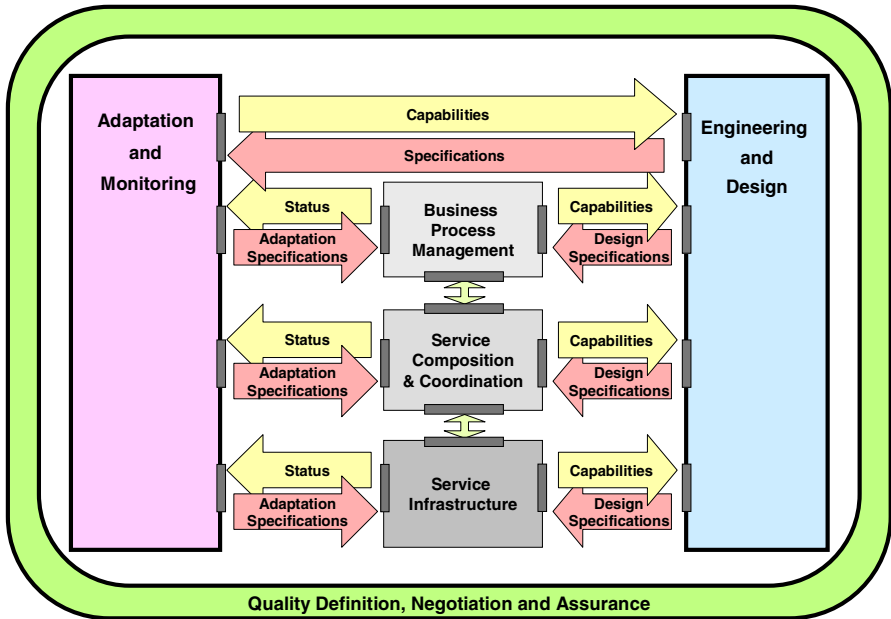 Adaptation
and
Monitoring
Capabilities
Specifications
Engineering
and
Design
Status
Adaptation
Specifications
Business
Process
Management
Capabilities
Design
Specifications
Status
Adaptation
Specifications
Service
Composition
& Coordination
Capabilities
Design
Specifications
Status
Adaptation
Specifications
Service
Infrastructure
Capabilities
Design
Specifications
Quality Definition, Negotiation and Assurance